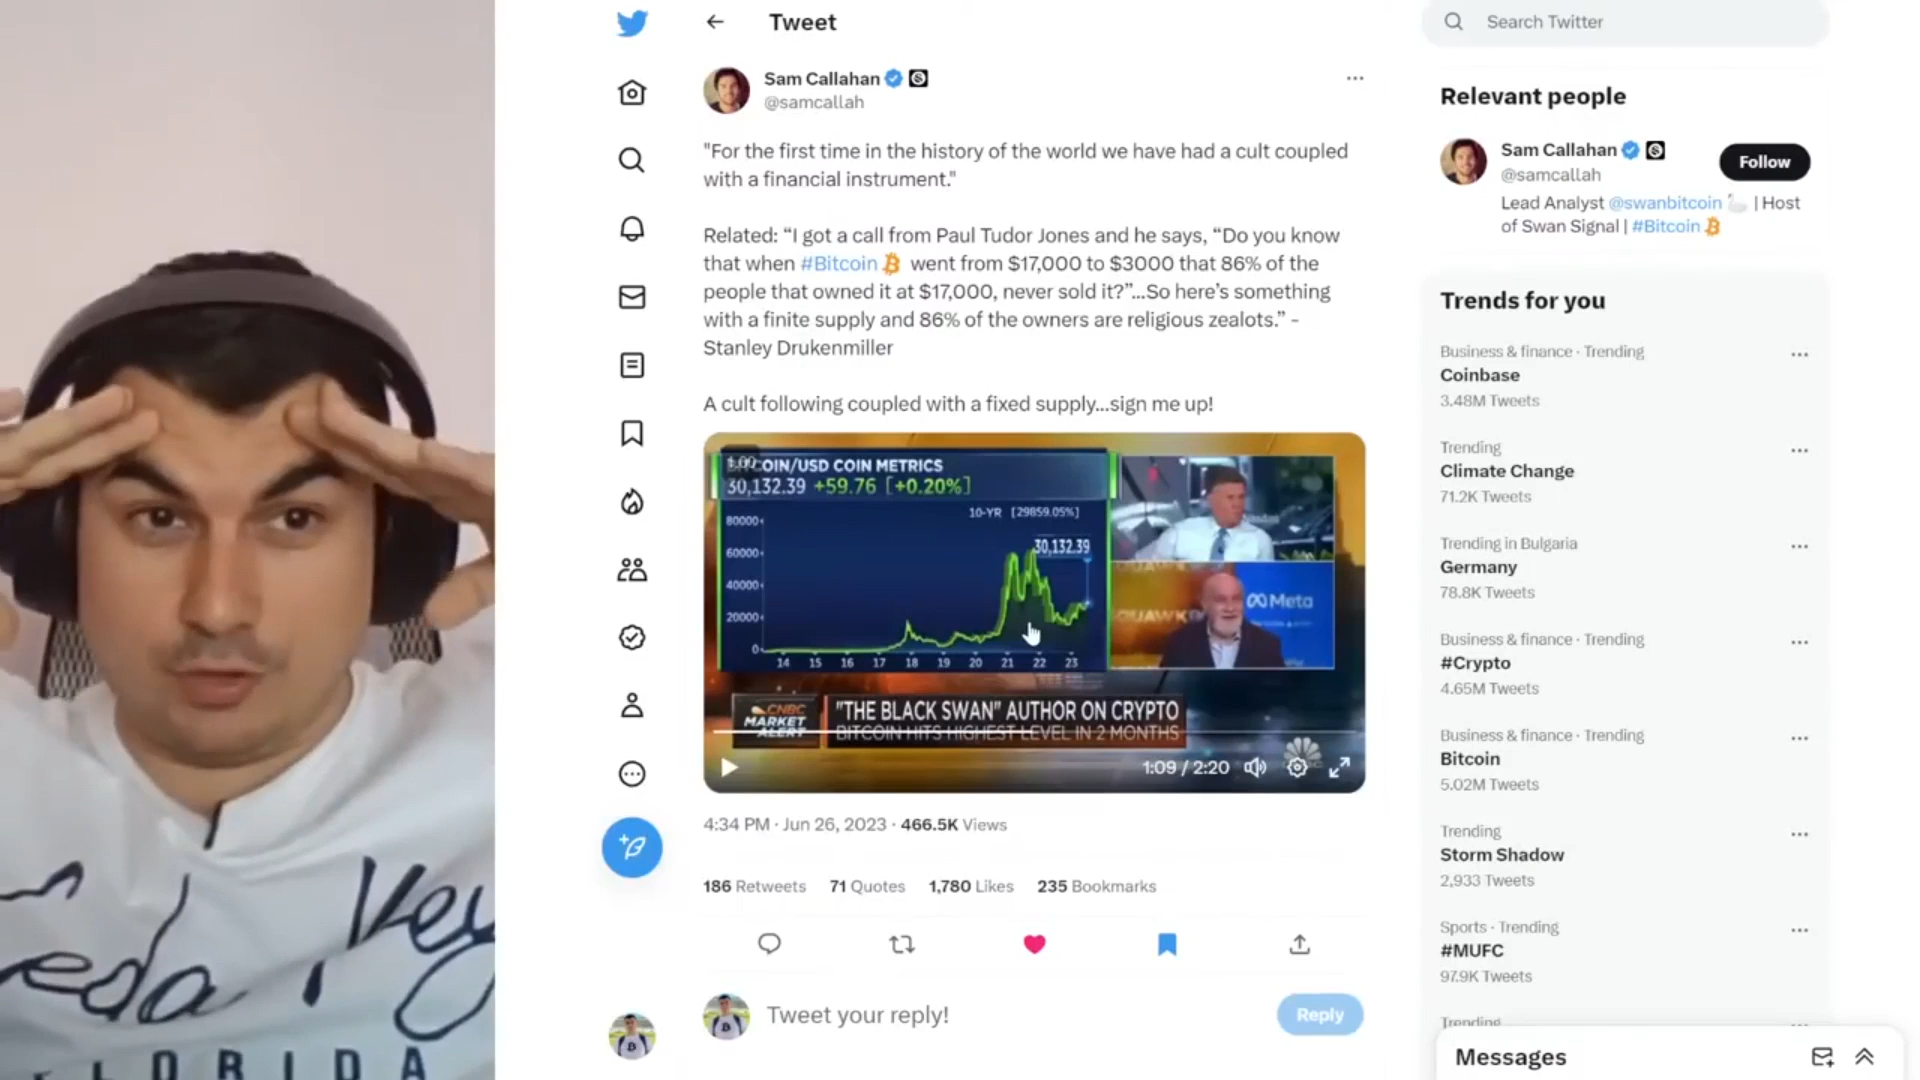 Tweet
Sam Callahan
@samcallah
"For the first time in the history of the world we have had a cult coupled
with a financial instrument."
Related: “I got a call from Paul Tudor Jones and he says, “Do you know
that when #Bitcoin went from $17,000 to $3000 that 86% of the
people that owned it at $17,000, never sold it?”...So here’s something
with a finite supply and 86% of the owners are religious zealots.” -
Stanley Drukenmiller
A cult following coupled with a fixed supply...sign me up!
1:00
COIN/USD COIN METRICS
30,132.39 +59.76 [+0.20%]
10-YR [29859.05%]
30,132.39
80000
60000
40000
20000
0
14 15 16 17 18 19 20 21 22 23
Meta
CNBC
MARKET
ALERT
"THE BLACK SWAN" AUTHOR ON CRYPTO
BITCOIN HITS HIGHEST LEVEL IN 2 MONTHS
1:09 / 2:20
4:34 PM · Jun 26, 2023 · 466.5K Views
186 Retweets 71 Quotes 1,780 Likes 235 Bookmarks
Tweet your reply!
Reply
Search Twitter
Relevant people
Sam Callahan
@samcallah
Follow
Lead Analyst @swanbitcoin | Host
of Swan Signal | #Bitcoin
Trends for you
Business & finance · Trending
Coinbase
3.48M Tweets
Trending
Climate Change
71.2K Tweets
Trending in Bulgaria
Germany
78.8K Tweets
Business & finance · Trending
#Crypto
4.65M Tweets
Business & finance · Trending
Bitcoin
5.02M Tweets
Trending
Storm Shadow
2,933 Tweets
Sports · Trending
#MUFC
97.9K Tweets
Trending
Messages
Key
FLORIDA